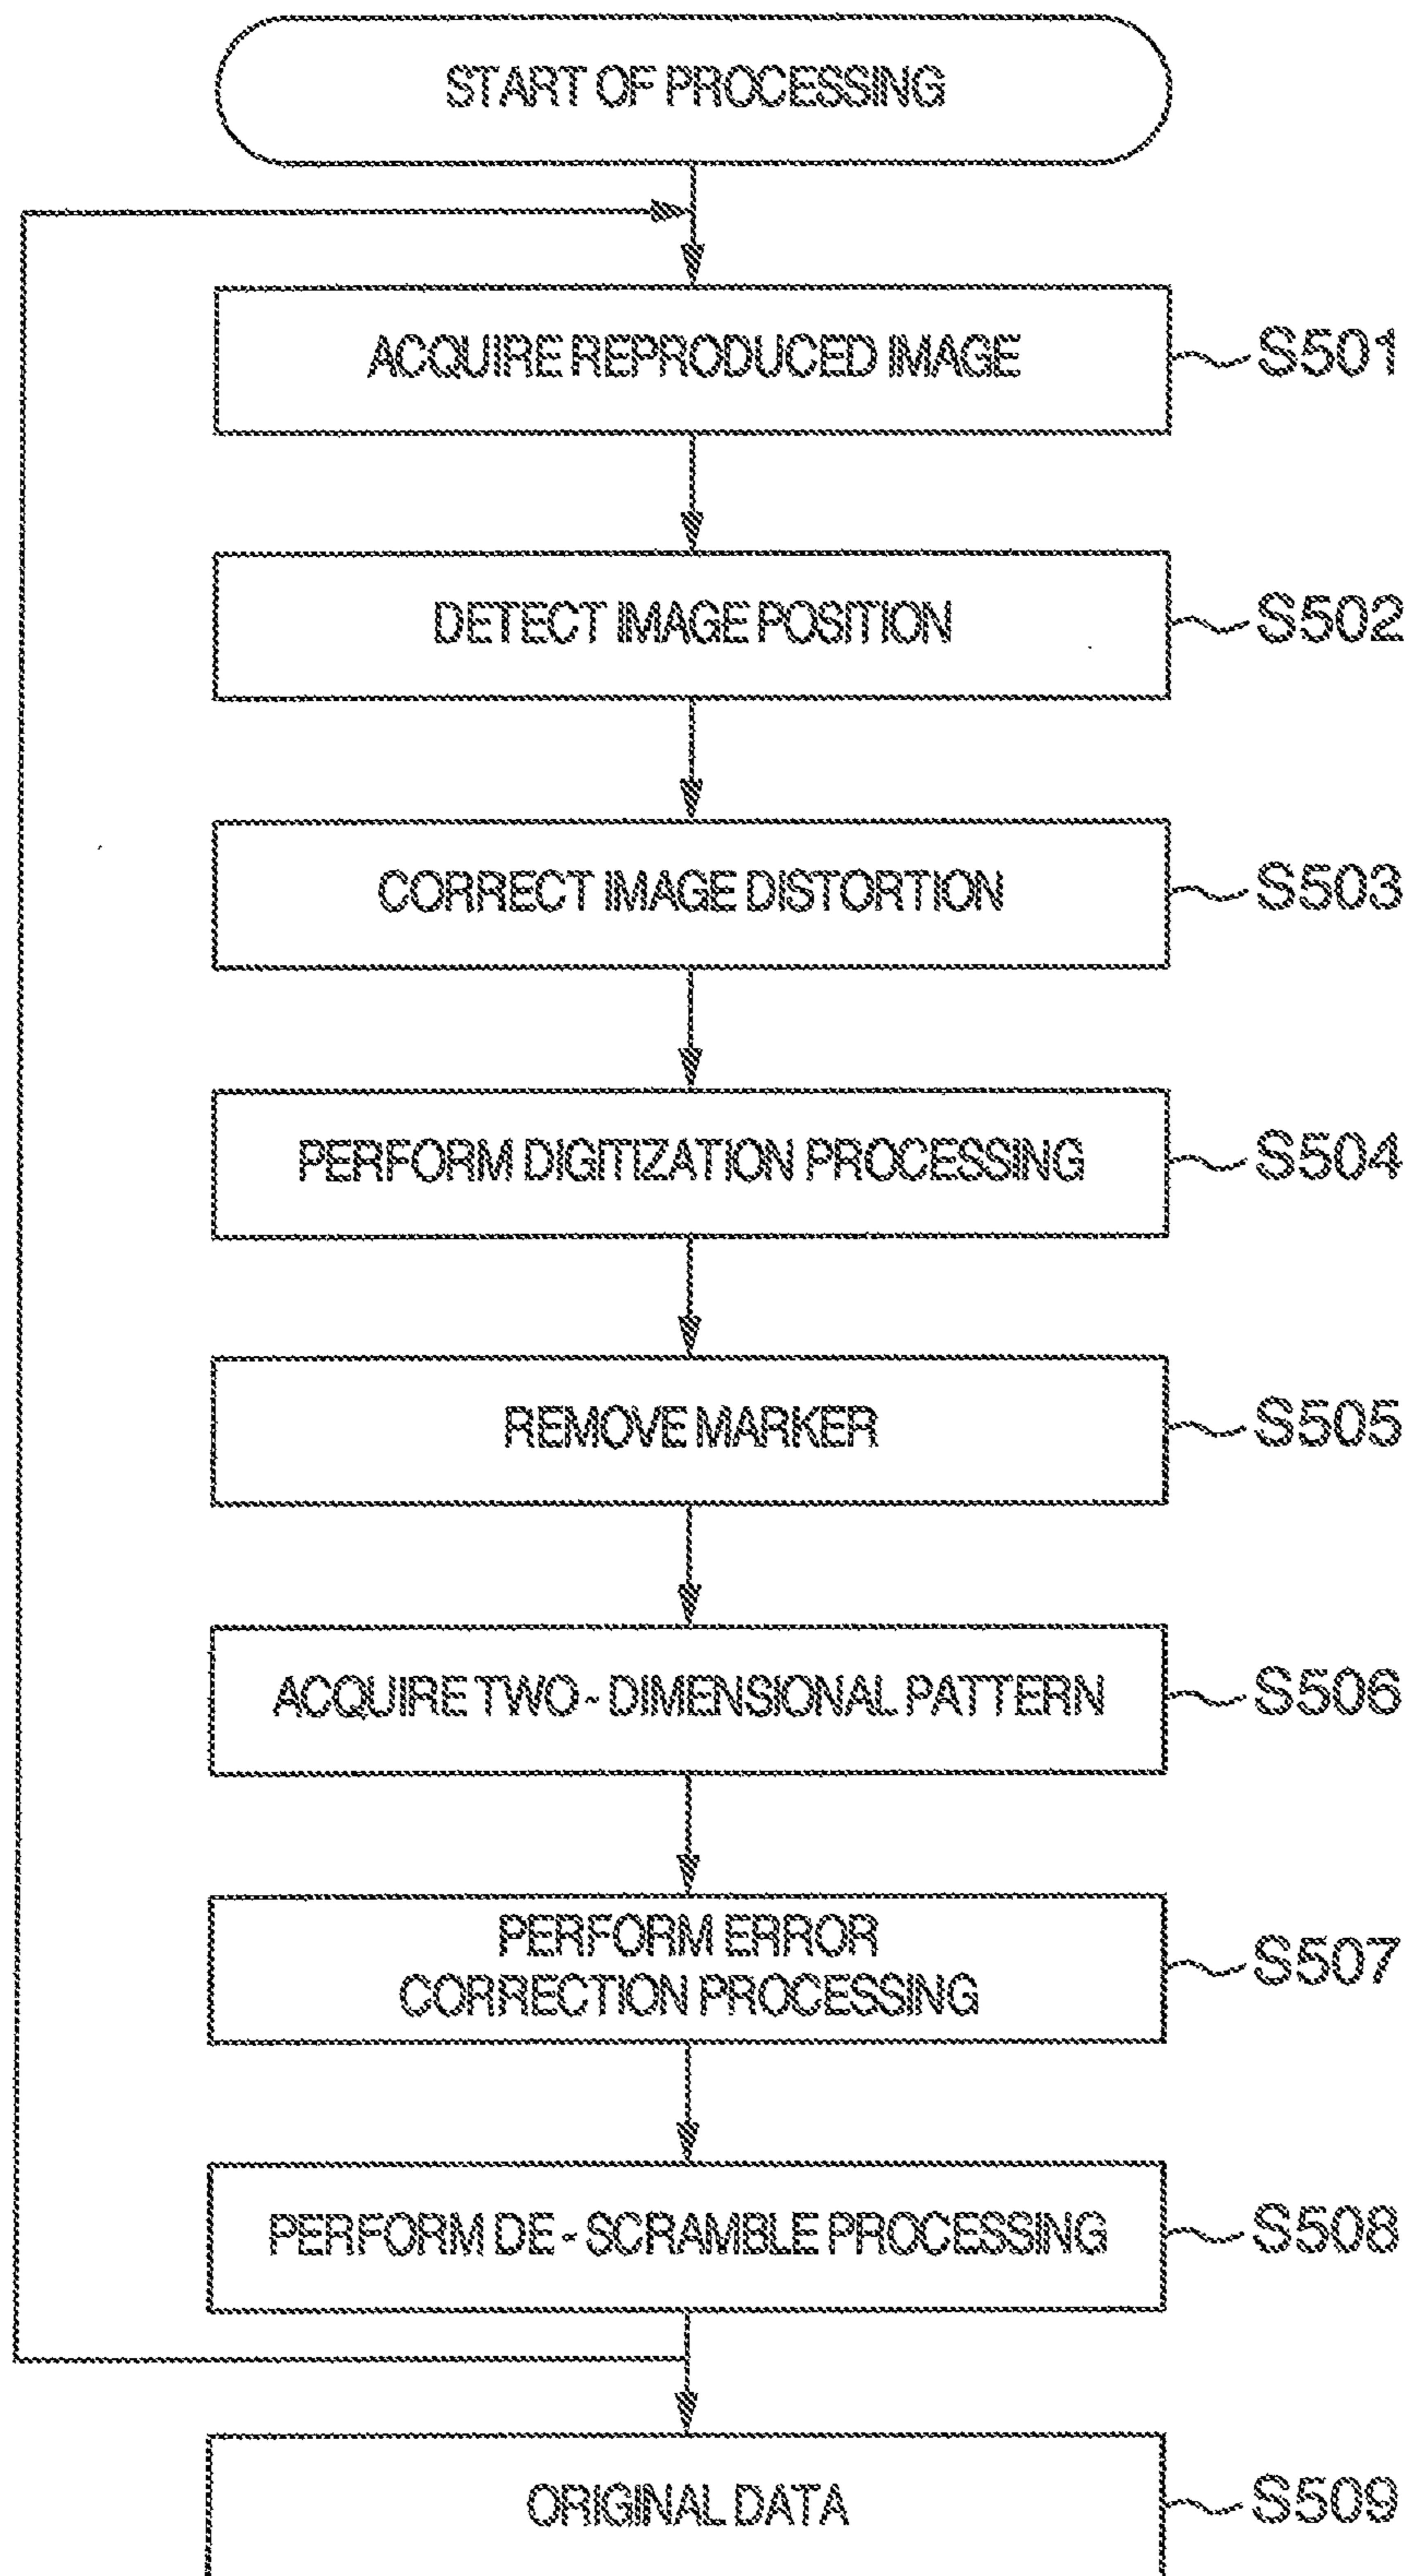 START OF PROCESSING
ACQUIRE REPRODUCED IMAGE
S501
DETECT IMAGE POSITION
S502
CORRECT IMAGE DISTORTION
S503
PERFORM DIGITIZATION PROCESSING
S504
REMOVE MARKER
S505
ACQUIRE TWO-DIMENSIONAL PATTERN
S506
PERFORM ERROR
CORRECTION PROCESSING
S507
PERFORM DE-SCRAMBLE PROCESSING
S508
ORIGINAL DATA
S509